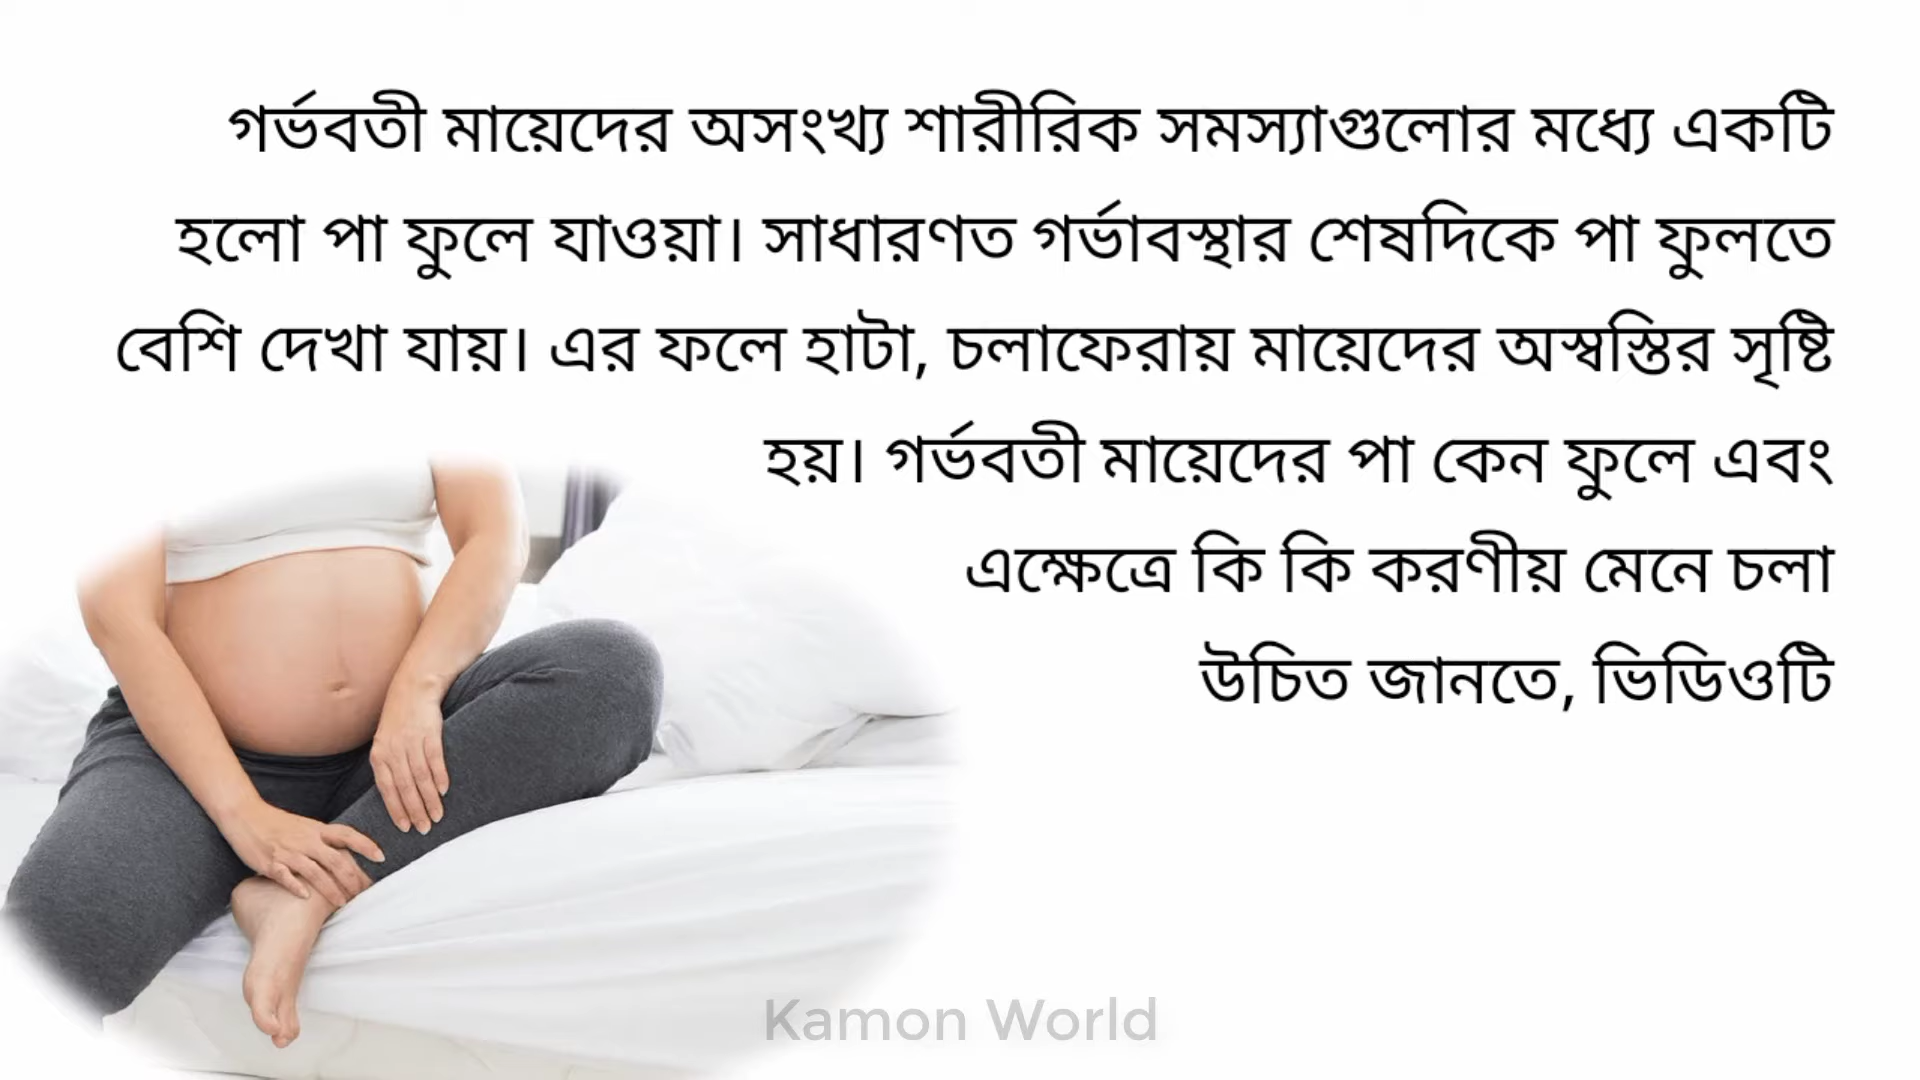 গর্ভবতী মায়েদের অসংখ্য শারীরিক সমস্যাগুলোর মধ্যে একটি
হলো পা ফুলে যাওয়া। সাধারণত গর্ভাবস্থার শেষদিকে পা ফুলতে
বেশি দেখা যায়। এর ফলে হাটা, চলাফেরায় মায়েদের অস্বস্তির সৃষ্টি
হয়। গর্ভবতী মায়েদের পা কেন ফুলে এবং
এক্ষেত্রে কি কি করণীয় মেনে চলা
উচিত জানতে, ভিডিওটি
Kamon World